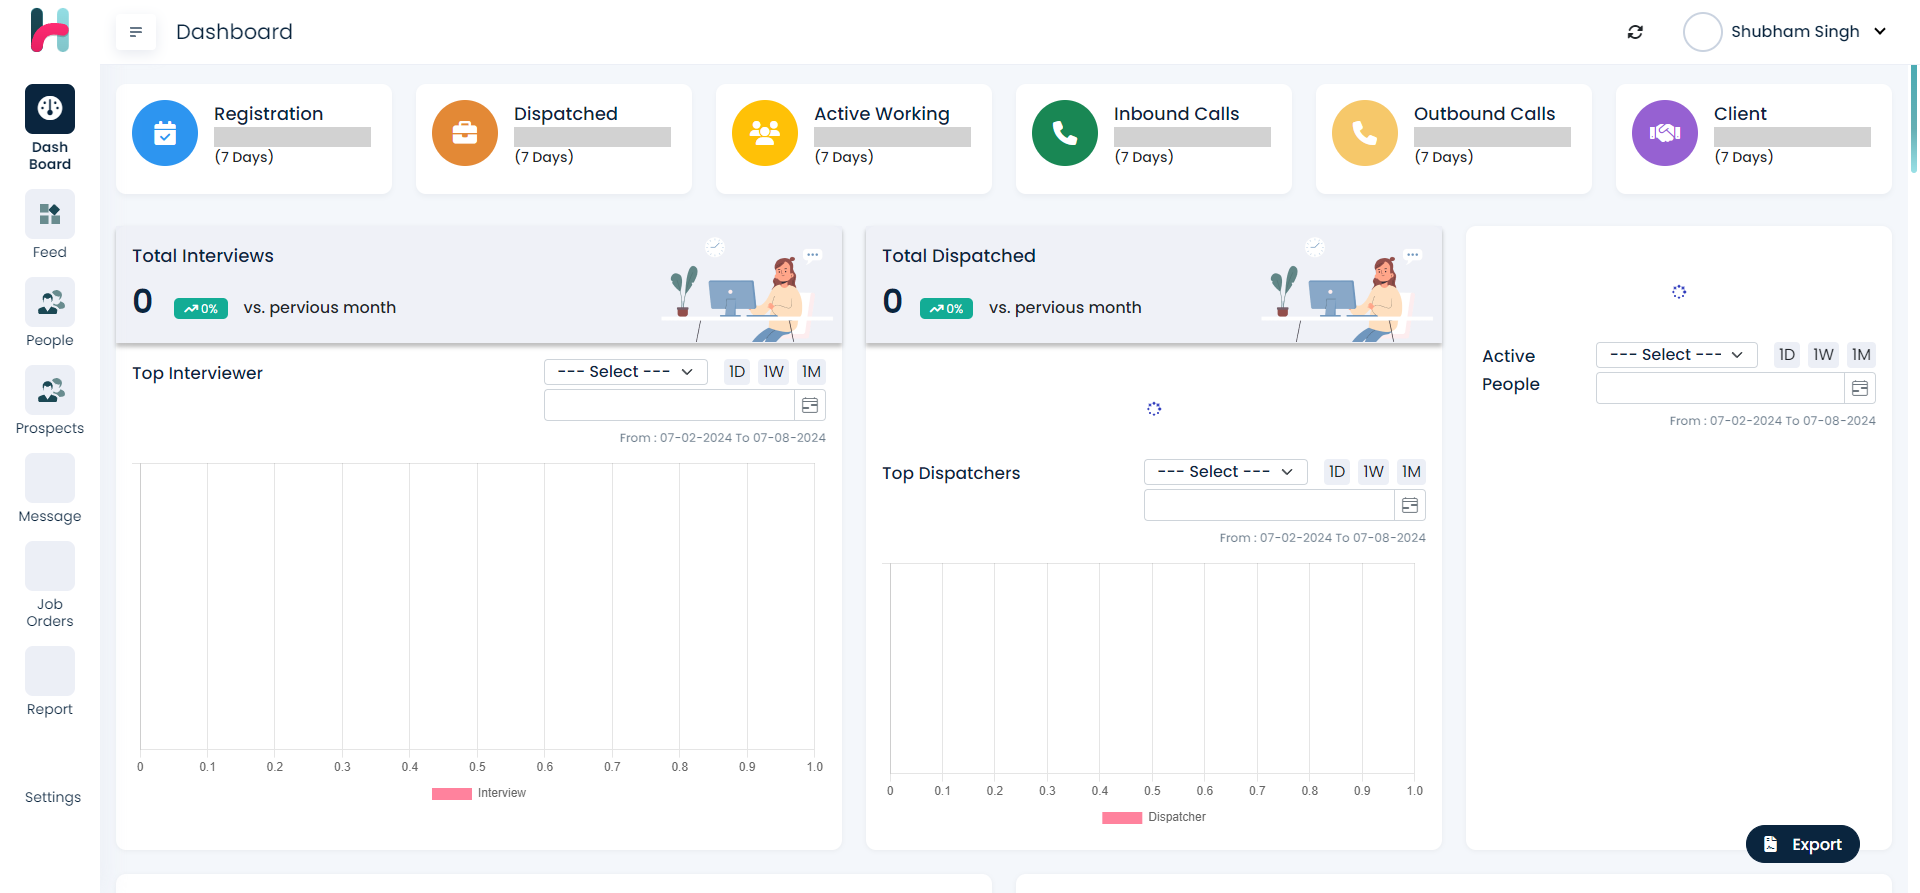 Dashboard
Shubham Singh
Dash
Board
Feed
People
Prospects
Message
Job
Orders
Report
Settings
Registration
(7 Days)
Dispatched
(7 Days)
Active Working
(7 Days)
Inbound Calls
(7 Days)
Outbound Calls
(7 Days)
Client
(7 Days)
Total Interviews
0 0% vs. pervious month
Top Interviewer
--- Select --- 1D 1W 1M
From : 07-02-2024 To 07-08-2024
0 0.1 0.2 0.3 0.4 0.5 0.6 0.7 0.8 0.9 1.0
Interview
Total Dispatched
0 0% vs. pervious month
Top Dispatchers
--- Select --- 1D 1W 1M
From : 07-02-2024 To 07-08-2024
0 0.1 0.2 0.3 0.4 0.5 0.6 0.7 0.8 0.9 1.0
Dispatcher
Active
People
--- Select --- 1D 1W 1M
From : 07-02-2024 To 07-08-2024
Export